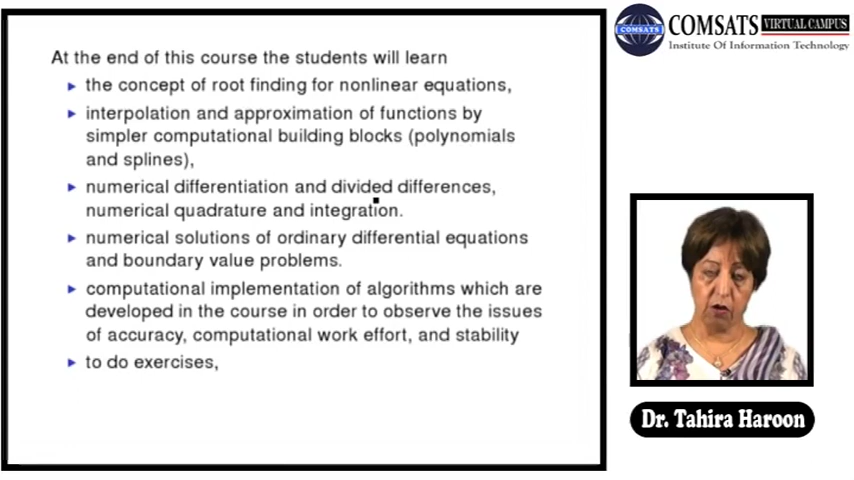 At the end of this course the students will learn
the concept of root finding for nonlinear equations,
interpolation and approximation of functions by
simpler computational building blocks (polynomials
and splines),
numerical differentiation and divided differences,
numerical quadrature and integration.
numerical solutions of ordinary differential equations
and boundary value problems.
computational implementation of algorithms which are
developed in the course in order to observe the issues
of accuracy, computational work effort, and stability
to do exercises,
COMSATS
COMSATS VIRTUAL CAMPUS
Institute Of Information Technology
Dr. Tahira Haroon